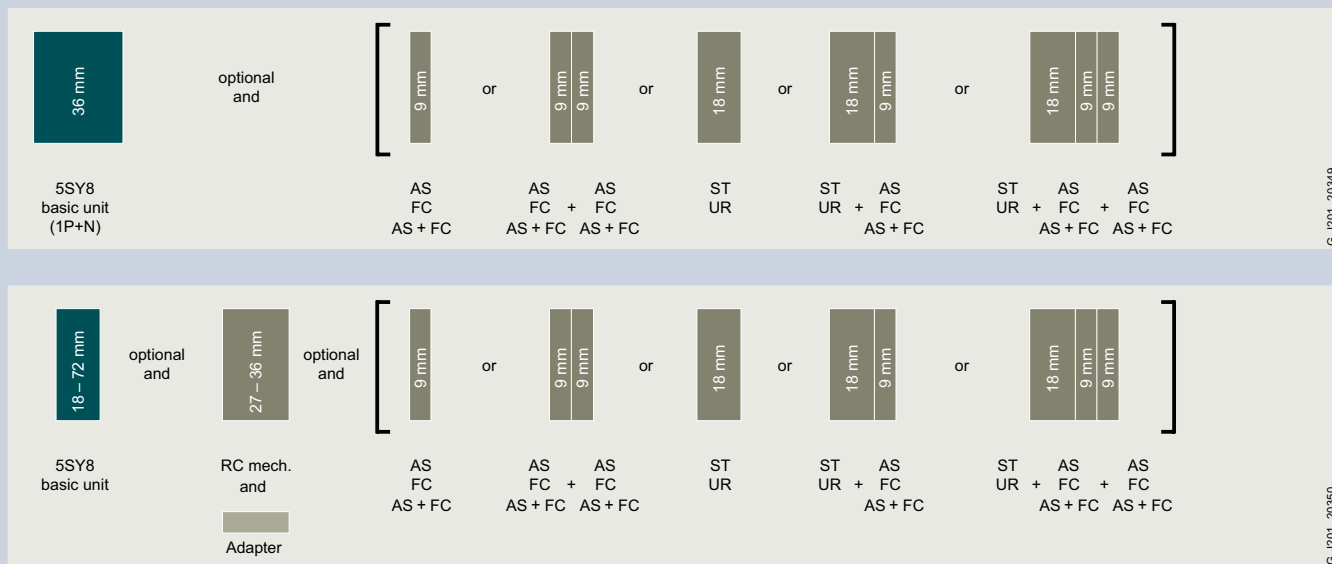 36 mm
optional
and
9 mm
or
9 mm 9 mm
or
18 mm
or
18 mm 9 mm
or
18 mm 9 mm 9 mm
5SY8
basic unit
(1P+N)
AS
FC
AS + FC
AS AS
FC + FC
AS + FC AS + FC
ST
UR
ST AS
UR + FC
AS + FC
ST AS AS
UR + FC + FC
AS + FC AS + FC
18 – 72 mm
optional
and
27 – 36 mm
optional
and
9 mm
or
9 mm 9 mm
or
18 mm
or
18 mm 9 mm
or
18 mm 9 mm 9 mm
5SY8
basic unit
RC mech.
and
Adapter
AS
FC
AS + FC
AS AS
FC + FC
AS + FC AS + FC
ST
UR
ST AS
UR + FC
AS + FC
ST AS AS
UR + FC + FC
AS + FC AS + FC